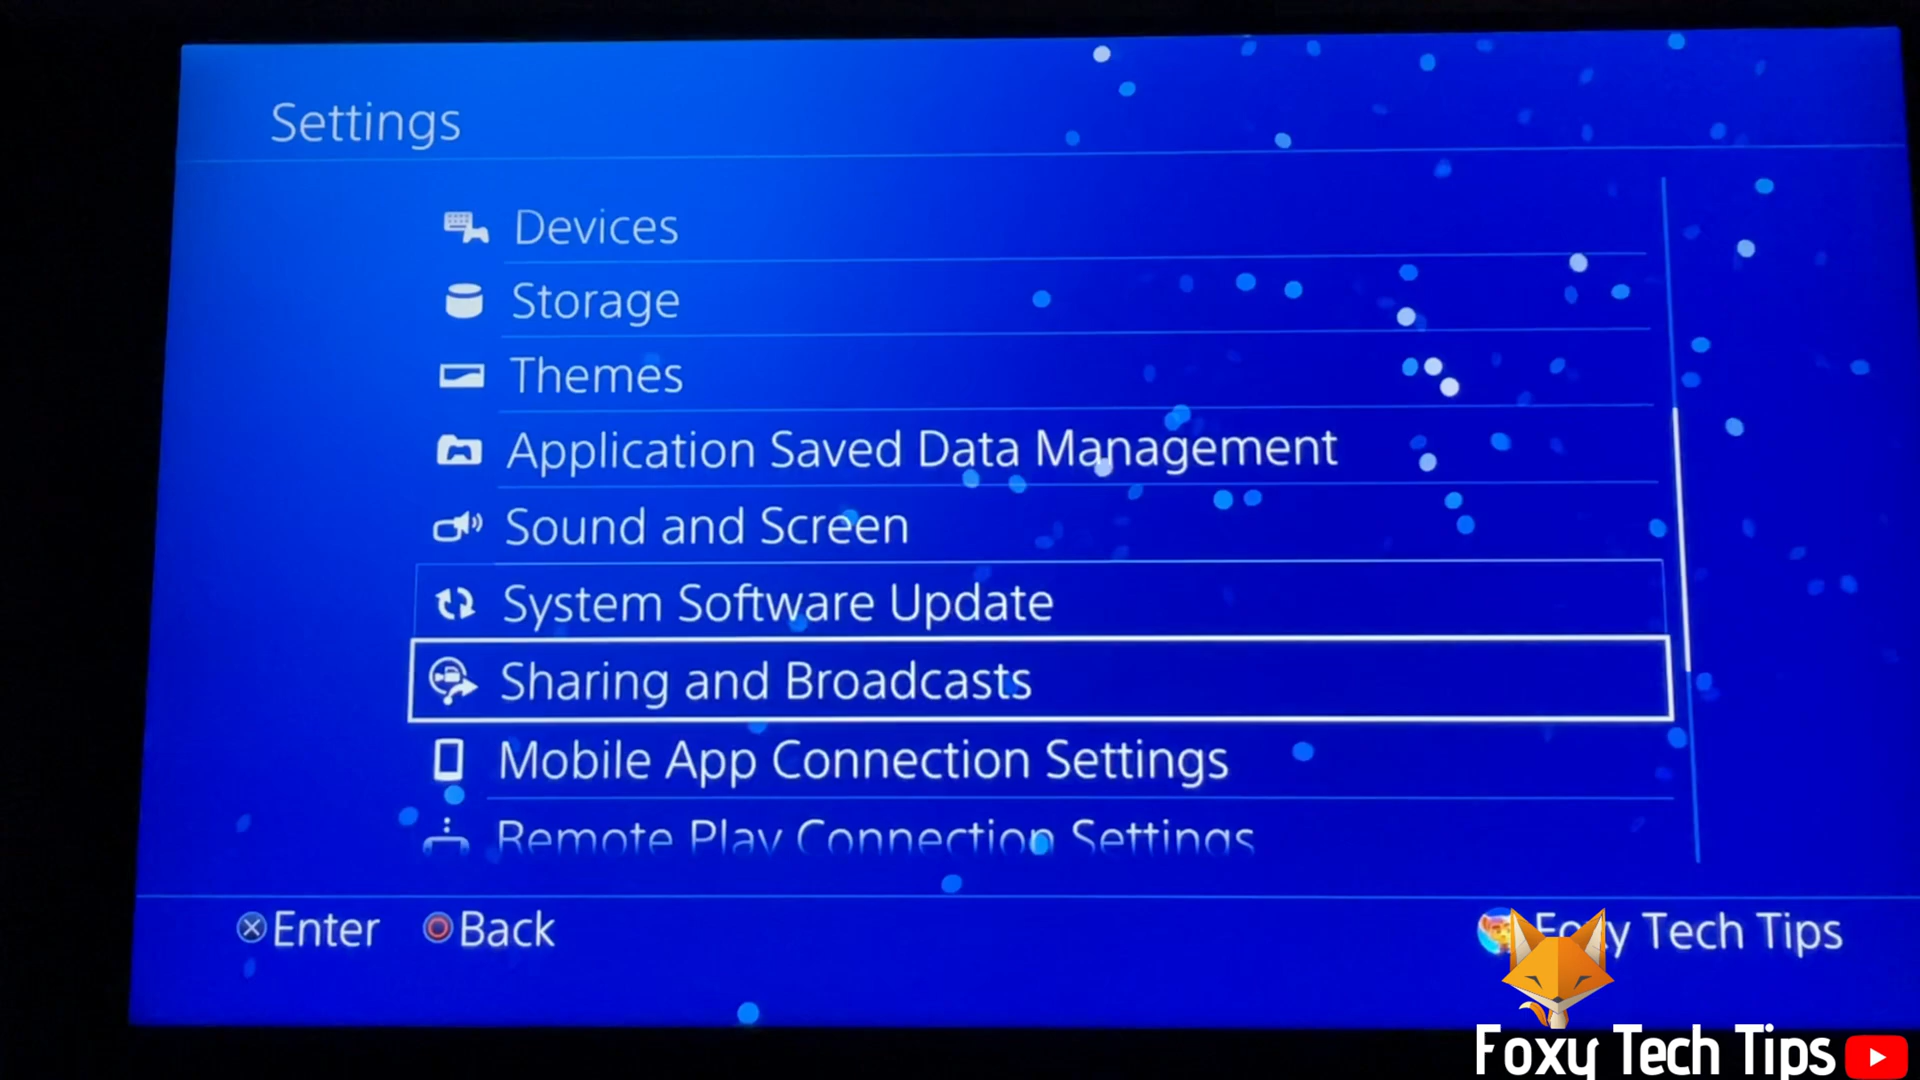 Settings
Devices
Storage
Themes
Application Saved Data Management
Sound and Screen
System Software Update
Sharing and Broadcasts
Mobile App Connection Settings
Remote Play Connection Settings
Enter Back
Foxy Tech Tips
Foxy Tech Tips